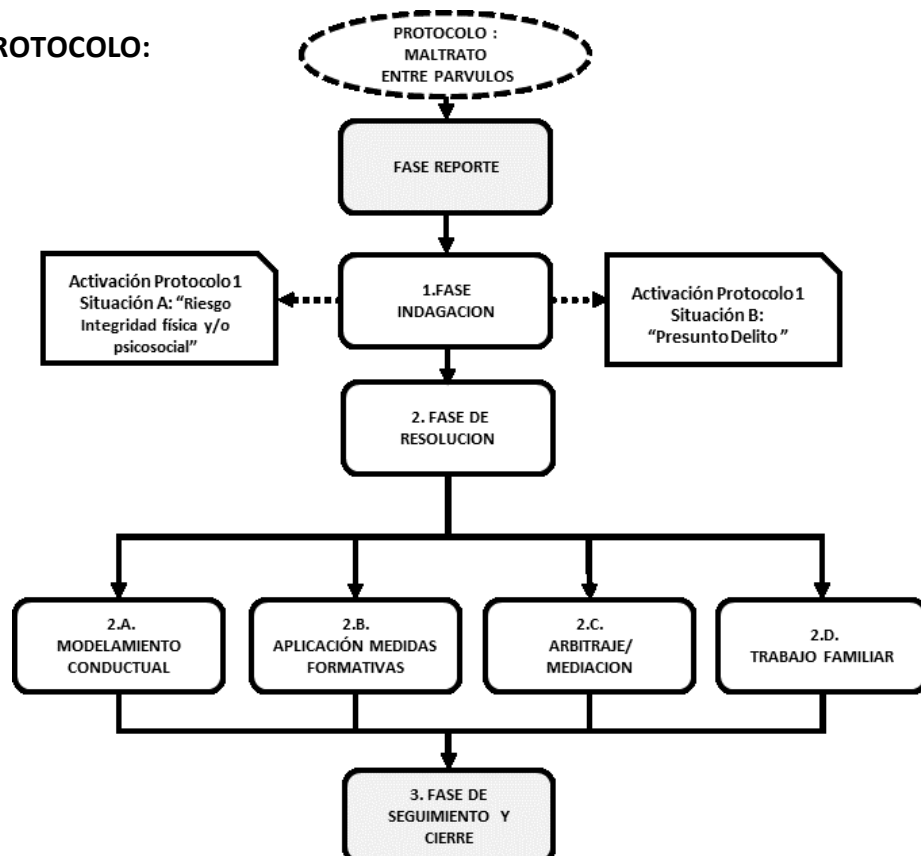 ROTOCOLO:
PROTOCOLO :
MALTRATO
ENTRE PARVULOS
FASE REPORTE
Activación Protocolo 1
Situación A: “Riesgo
Integridad física y/o
psicosocial”
1.FASE
INDAGACION
Activación Protocolo 1
Situación B:
“Presunto Delito ”
2. FASE DE
RESOLUCION
2.A.
MODELAMIENTO
CONDUCTUAL
2.B.
APLICACIÓN MEDIDAS
FORMATIVAS
2.C.
ARBITRAJE/
MEDIACION
2.D.
TRABAJO FAMILIAR
3. FASE DE
SEGUIMIENTO Y
CIERRE